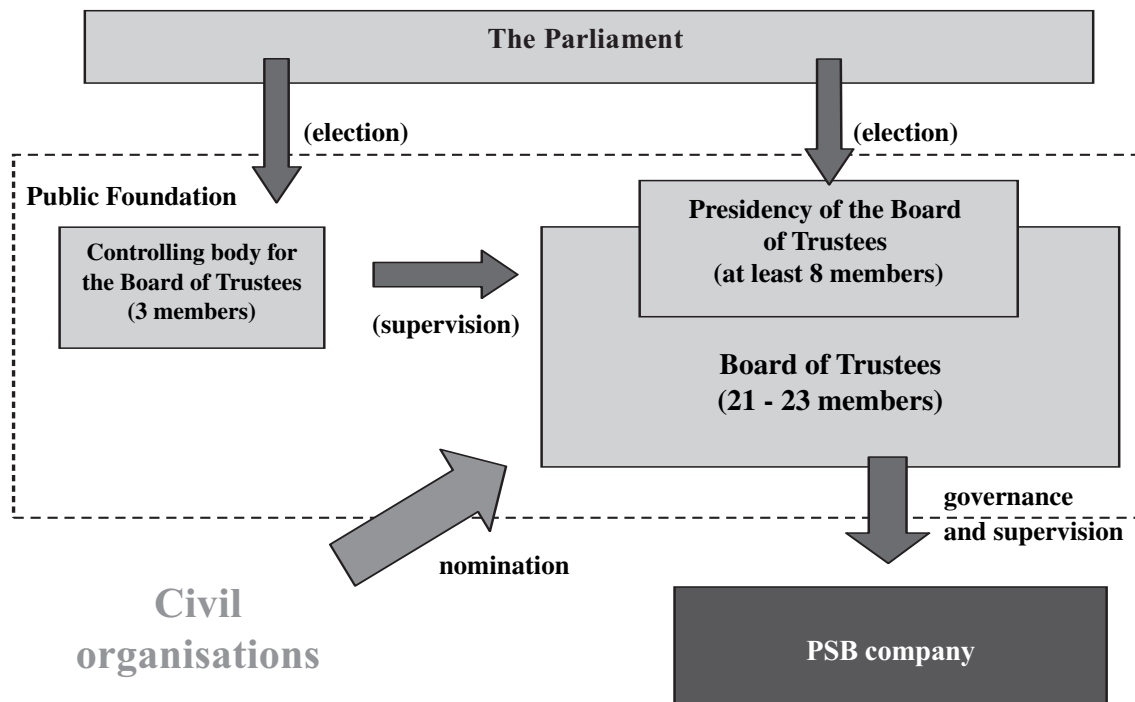 The Parliament
(election)
(election)
Public Foundation
Controlling body for
the Board of Trustees
(3 members)
(supervision)
Presidency of the Board
of Trustees
(at least 8 members)
Board of Trustees
(21 - 23 members)
governance
and supervision
nomination
Civil
organisations
PSB company